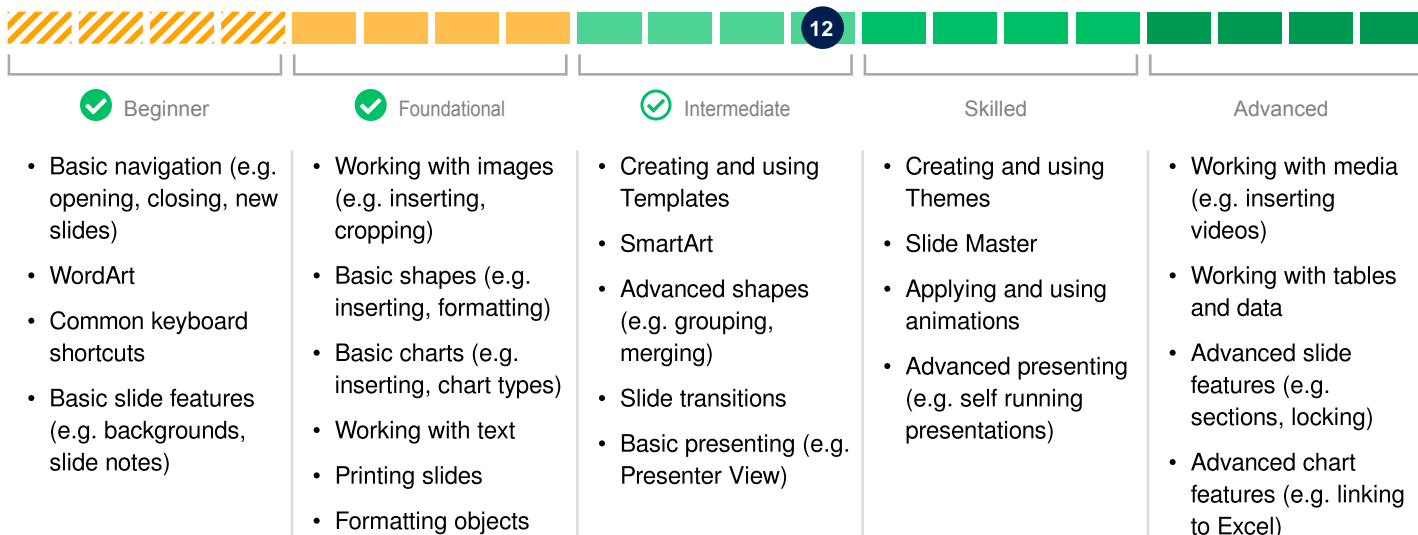 12
Beginner
Foundational
Intermediate
Skilled
Advanced
• Basic navigation (e.g.
opening, closing, new
slides)
• WordArt
• Common keyboard
shortcuts
• Basic slide features
(e.g. backgrounds,
slide notes)
• Working with images
(e.g. inserting,
cropping)
• Basic shapes (e.g.
inserting, formatting)
• Basic charts (e.g.
inserting, chart types)
• Working with text
• Printing slides
• Formatting objects
• Creating and using
Templates
• SmartArt
• Advanced shapes
(e.g. grouping,
merging)
• Slide transitions
• Basic presenting (e.g.
Presenter View)
• Creating and using
Themes
• Slide Master
• Applying and using
animations
• Advanced presenting
(e.g. self running
presentations)
• Working with media
(e.g. inserting
videos)
• Working with tables
and data
• Advanced slide
features (e.g.
sections, locking)
• Advanced chart
features (e.g. linking
to Excel)